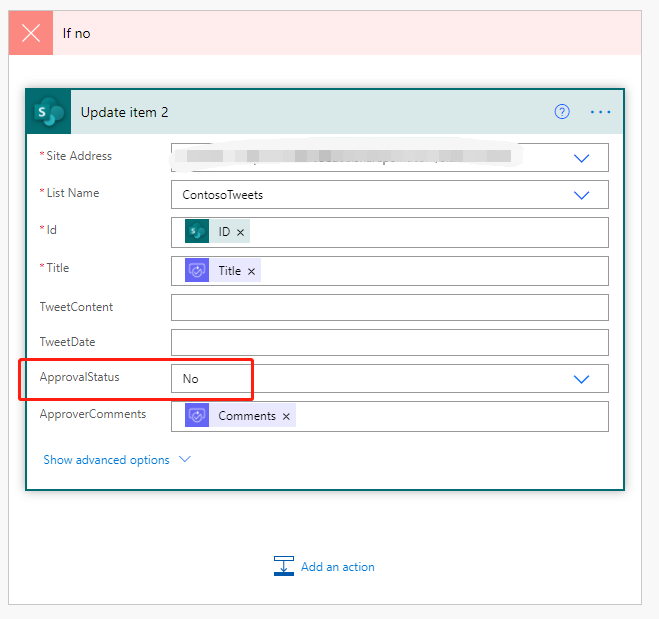 If no
Update item 2
* Site Address
* List Name ContosoTweets
* Id ID ×
* Title Title ×
TweetContent
TweetDate
ApprovalStatus No
ApproverComments Comments ×
Show advanced options
Add an action